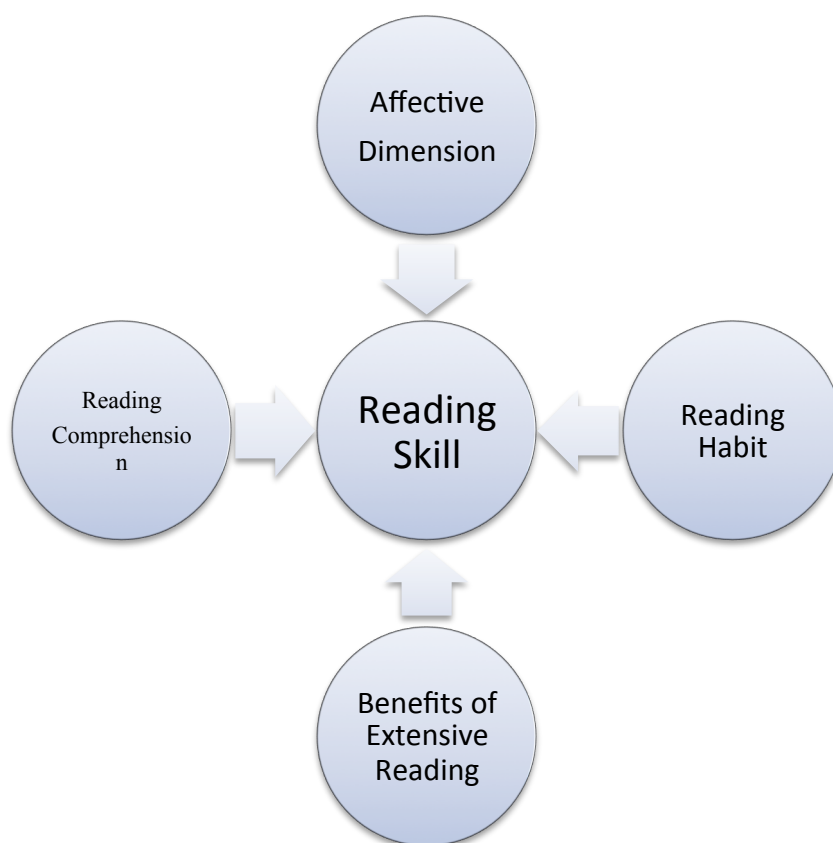 Affective
Dimension
Reading
Comprehensio
n
Reading
Skill
Reading
Habit
Benefits of
Extensive
Reading